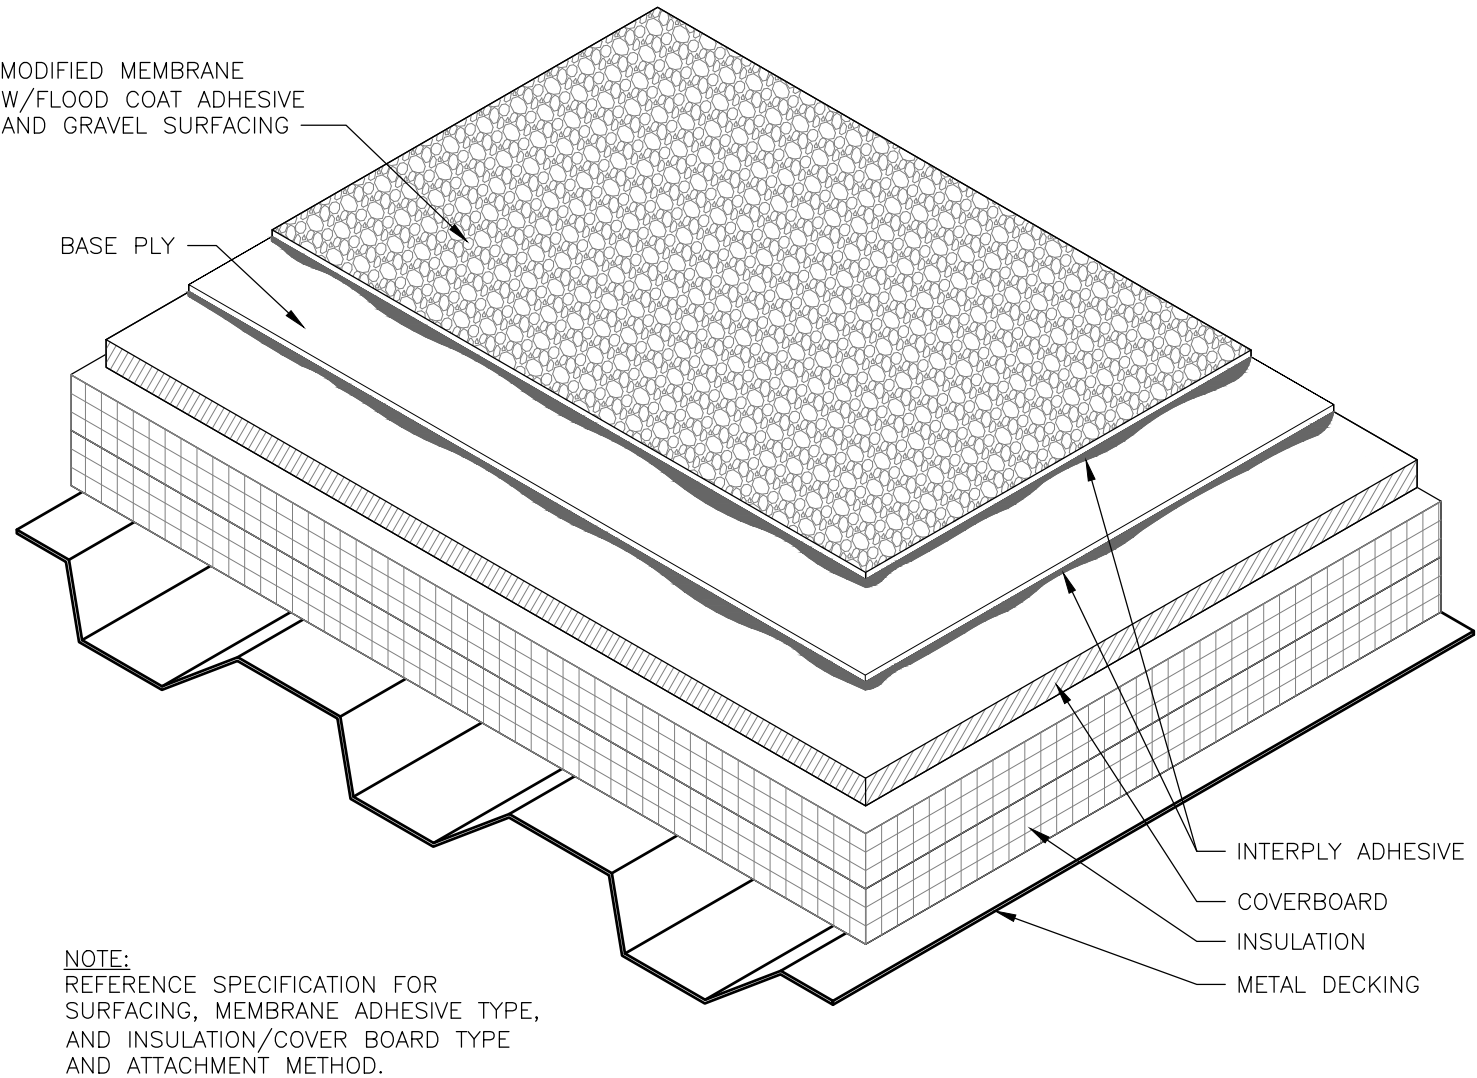 MODIFIED MEMBRANE
W/FLOOD COAT ADHESIVE
AND GRAVEL SURFACING
BASE PLY
INTERPLY ADHESIVE
COVERBOARD
INSULATION
METAL DECKING
NOTE:
REFERENCE SPECIFICATION FOR
SURFACING, MEMBRANE ADHESIVE TYPE,
AND INSULATION/COVER BOARD TYPE
AND ATTACHMENT METHOD.